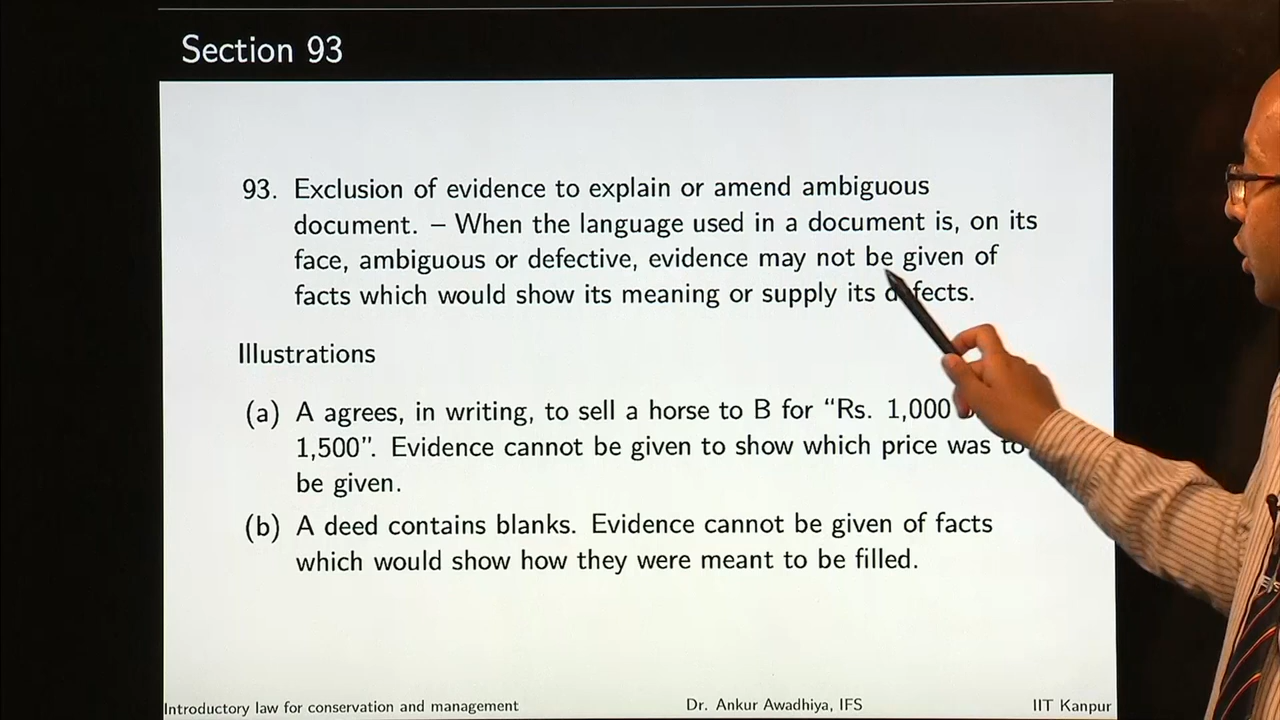 Section 93
93. Exclusion of evidence to explain or amend ambiguous
document. – When the language used in a document is, on its
face, ambiguous or defective, evidence may not be given of
facts which would show its meaning or supply its defects.
Illustrations
(a) A agrees, in writing, to sell a horse to B for “Rs. 1,000
1,500”. Evidence cannot be given to show which price was to
be given.
(b) A deed contains blanks. Evidence cannot be given of facts
which would show how they were meant to be filled.
Introductory law for conservation and management Dr. Ankur Awadhiya, IFS IIT Kanpur